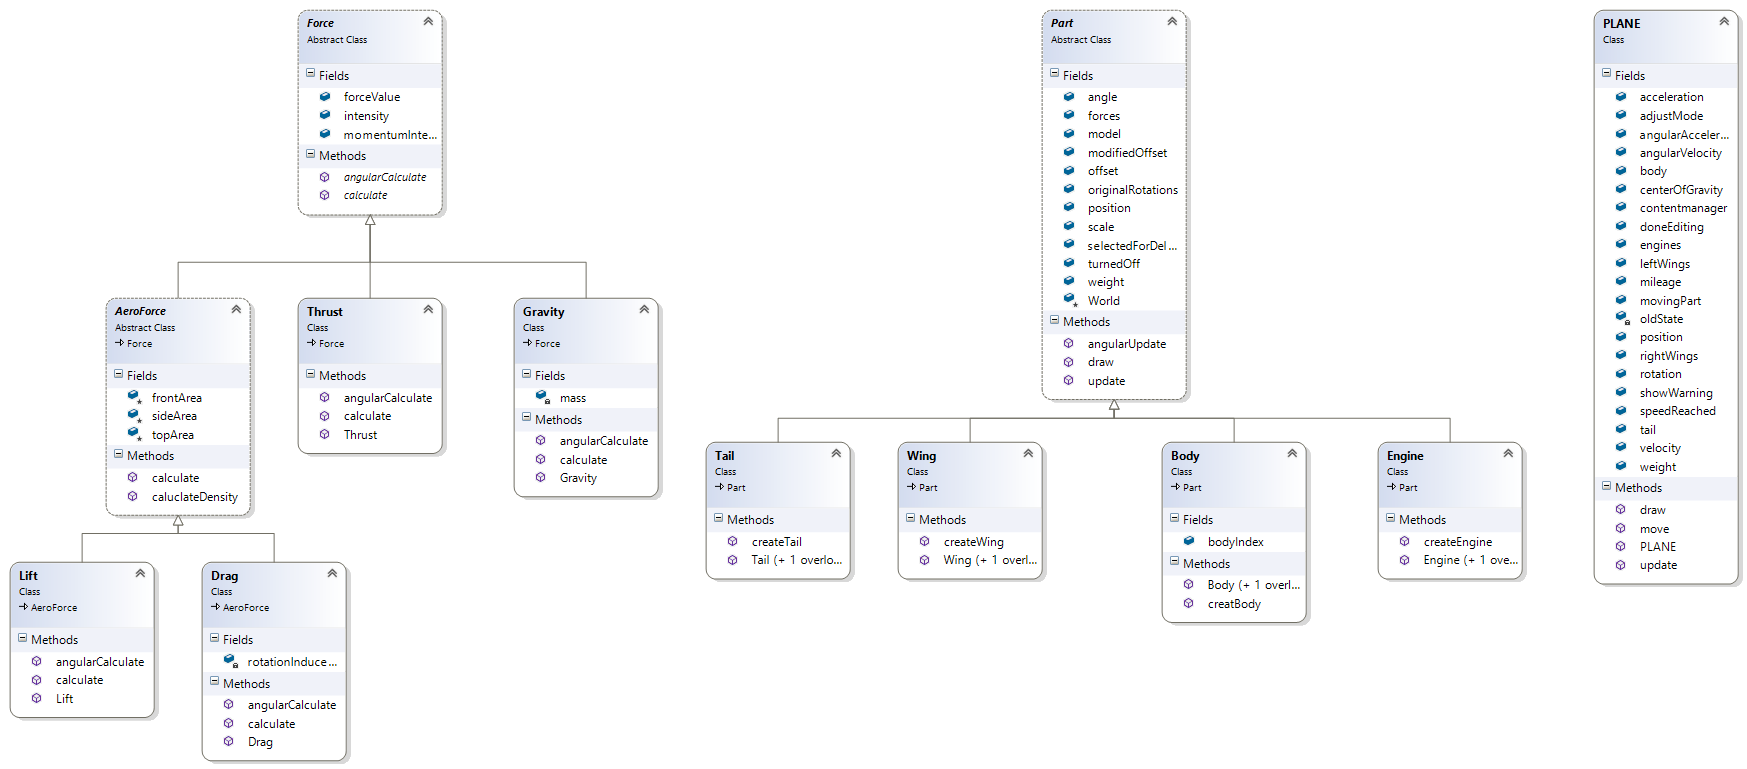 Force
Abstract Class
Fields
forceValue
intensity
momentumInte...
Methods
angularCalculate
calculate
Part
Abstract Class
Fields
angle
forces
model
modifiedOffset
offset
originalRotations
position
scale
selectedForDel...
turnedOff
weight
World
Methods
angularUpdate
draw
update
PLANE
Class
Fields
acceleration
adjustMode
angularAcceler...
angularVelocity
body
centerOfGravity
contentmanager
doneEditing
engines
leftWings
mileage
movingPart
oldState
position
rightWings
rotation
showWarning
speedReached
tail
velocity
weight
Methods
draw
move
PLANE
update
AeroForce
Abstract Class
Force
Fields
frontArea
sideArea
topArea
Methods
calculate
caluclateDensity
Thrust
Class
Force
Methods
angularCalculate
calculate
Thrust
Gravity
Class
Force
Fields
mass
Methods
angularCalculate
calculate
Gravity
Tail
Class
Part
Methods
createTail
Tail (+ 1 overlo...
Wing
Class
Part
Methods
createWing
Wing (+ 1 overl...
Body
Class
Part
Fields
bodyIndex
Methods
Body (+ 1 overl...
creatBody
Engine
Class
Part
Methods
createEngine
Engine (+ 1 ove...
Lift
Class
AeroForce
Methods
angularCalculate
calculate
Lift
Drag
Class
AeroForce
Fields
rotationInduce...
Methods
angularCalculate
calculate
Drag